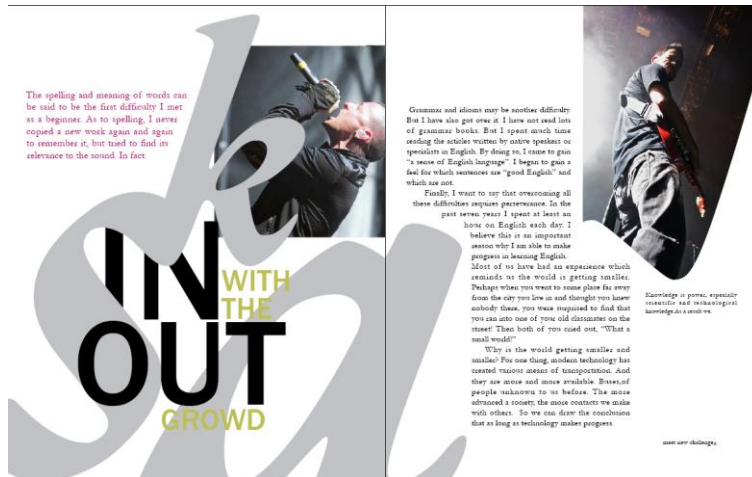 ska
The spelling and meaning of words can
be said to be the first difficulty I met
as a beginner. As to spelling, I never
copied a new work again and again
to remember it, but tried to find its
relevance to the sound. In fact
IN
WITH
THE
OUT
GROWD
Grammar and idioms may be another difficulty.
But I have also got over it. I have not read lots
of grammar books. But I spent much time
reading the articles written by native speakers or
specialists in English. By doing so, I came to gain
“a sense of English language”. I began to gain a
feel for which sentences are “good English” and
which are not.
Finally, I want to say that overcoming all
these difficulties requires perseverance. In the
past seven years I spent at least an
hour on English each day. I
believe this is an important
reason why I am able to make
progress in learning English.
Most of us have had an experience which
reminds us the world is getting smaller.
Perhaps when you went to some place far away
from the city you live in and thought you knew
nobody there, you were surprised to find that
you ran into one of your old classmates on the
street! Then both of you cried out, “What a
small world!”
Why is the world getting smaller and
smaller? For one thing, modern technology has
created various means of transportation. And
they are more and more available. Buses,of
people unknown to us before. The more
advanced a society, the more contacts we make
with others. So we can draw the conclusion
that as long as technology makes progress.
Knowledge is power, especially
scientific and technological
knowledge.As a result we.
meet new challenge